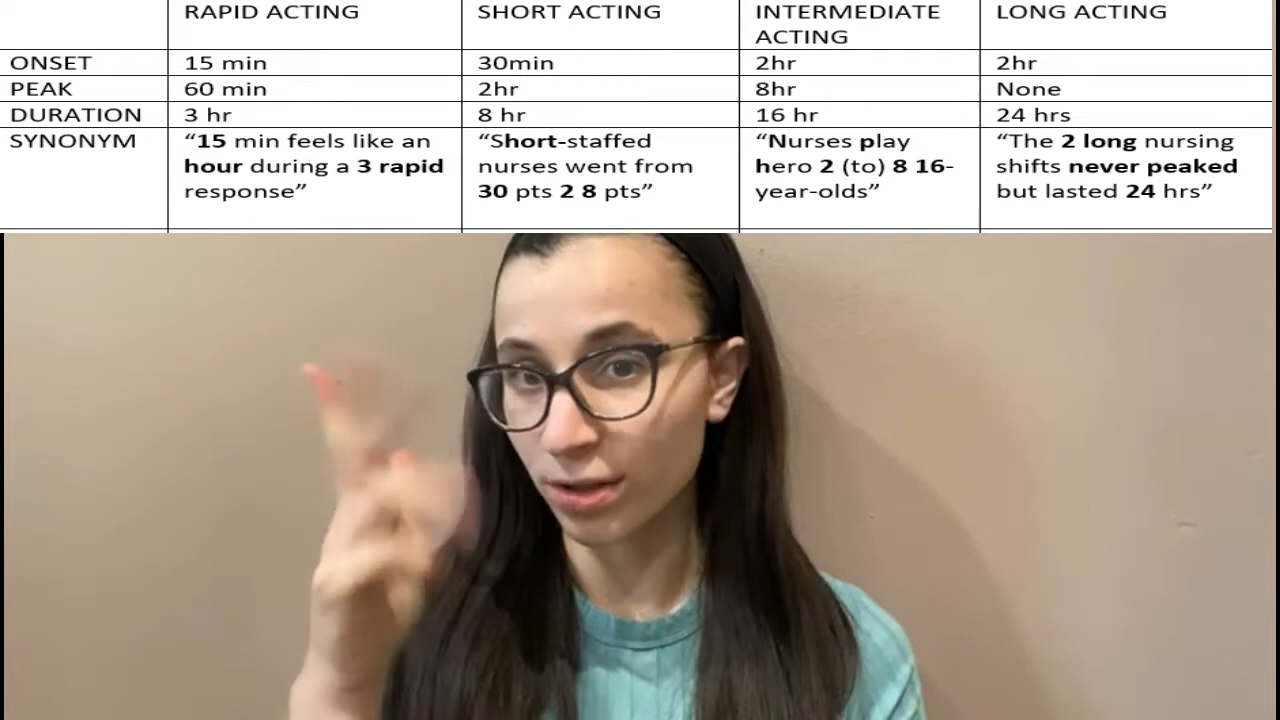 RAPID ACTING SHORT ACTING INTERMEDIATE ACTING LONG ACTING
ONSET 15 min 30min 2hr 2hr
PEAK 60 min 2hr 8hr None
DURATION 3 hr 8 hr 16 hr 24 hrs
SYNONYM
“15 min feels like an
hour during a 3 rapid
response”
“Short-staffed
nurses went from
30 pts 2 8 pts”
“Nurses play
hero 2 (to) 8 16-
year-olds”
“The 2 long nursing
shifts never peaked
but lasted 24 hrs”